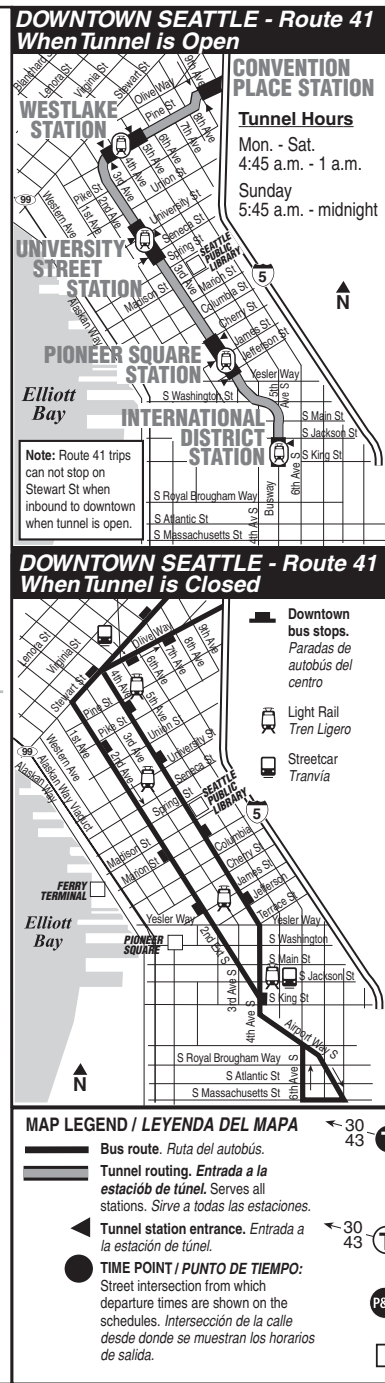 DOWNTOWN SEATTLE - Route 41
When Tunnel is Open
Blanchard St
Lenora St
Virginia St
Stewart St
Olive Way
9th Ave
8th Ave
7th Ave
6th Ave
5th Ave
4th Ave
3rd Ave
2nd Ave
1st Ave
Western Ave
Alaskan Way
Pine St
Pike St
Union St
University St
Seneca St
Spring St
3rd Ave
Madison St
Marion St
Columbia St
Cherry St
James St
Jefferson St
CONVENTION
PLACE STATION
WESTLAKE
STATION
Tunnel Hours
Mon. - Sat.
4:45 a.m. - 1 a.m.
Sunday
5:45 a.m. - midnight
99
UNIVERSITY
STREET
STATION
SEATTLE
PUBLIC
LIBRARY
5
N
PIONEER SQUARE
STATION
Yesler Way
S Washington St
5th
Ave S
Elliott
Bay
INTERNATIONAL
DISTRICT
STATION
S Main St
S Jackson St
S King St
6th Ave S
Note: Route 41 trips
can not stop on
Stewart St when
inbound to downtown
when tunnel is open.
S Royal Brougham Way
S Atlantic St
S Massachusetts St
4th Av S
Busway
DOWNTOWN SEATTLE - Route 41
When Tunnel is Closed
Lenora St
Virginia St
Stewart St
Olive Way
9th Ave
8th Ave
7th Ave
6th Ave
5th Ave
4th Ave
3rd Ave
2nd Ave
1st Ave
Western Ave
Pine St
Pike St
Union St
University St
Seneca St
Spring St
Madison St
Marion St
99
Alaskan Way
Alaskan Way Viaduct
SEATTLE
PUBLIC
LIBRARY
5
Columbia
Cherry St
James St
Jefferson
Terrace St
Downtown
bus stops.
Paradas de
autobús del
centro
Light Rail
Tren Ligero
Streetcar
Tranvía
FERRY
TERMINAL
Elliott
Bay
PIONEER
SQUARE
Yesler Way
Yesler Way
2nd Ext S
S Washington
S Main St
S Jackson St
S King St
3rd Ave S
4th Ave S
Airport Way S
S Royal Brougham Way
S Atlantic St
S Massachusetts St
6th Ave S
N
MAP LEGEND / LEYENDA DEL MAPA
Bus route. Ruta del autobús.
Tunnel routing. Entrada a la
estaciób de túnel. Serves all
stations. Sirve a todas las estaciones.
Tunnel station entrance. Entrada a
la estación de túnel.
TIME POINT / PUNTO DE TIEMPO:
Street intersection from which
departure times are shown on the
schedules. Intersección de la calle
desde donde se muestran los horarios
de salida.
30
43
30
43
P&